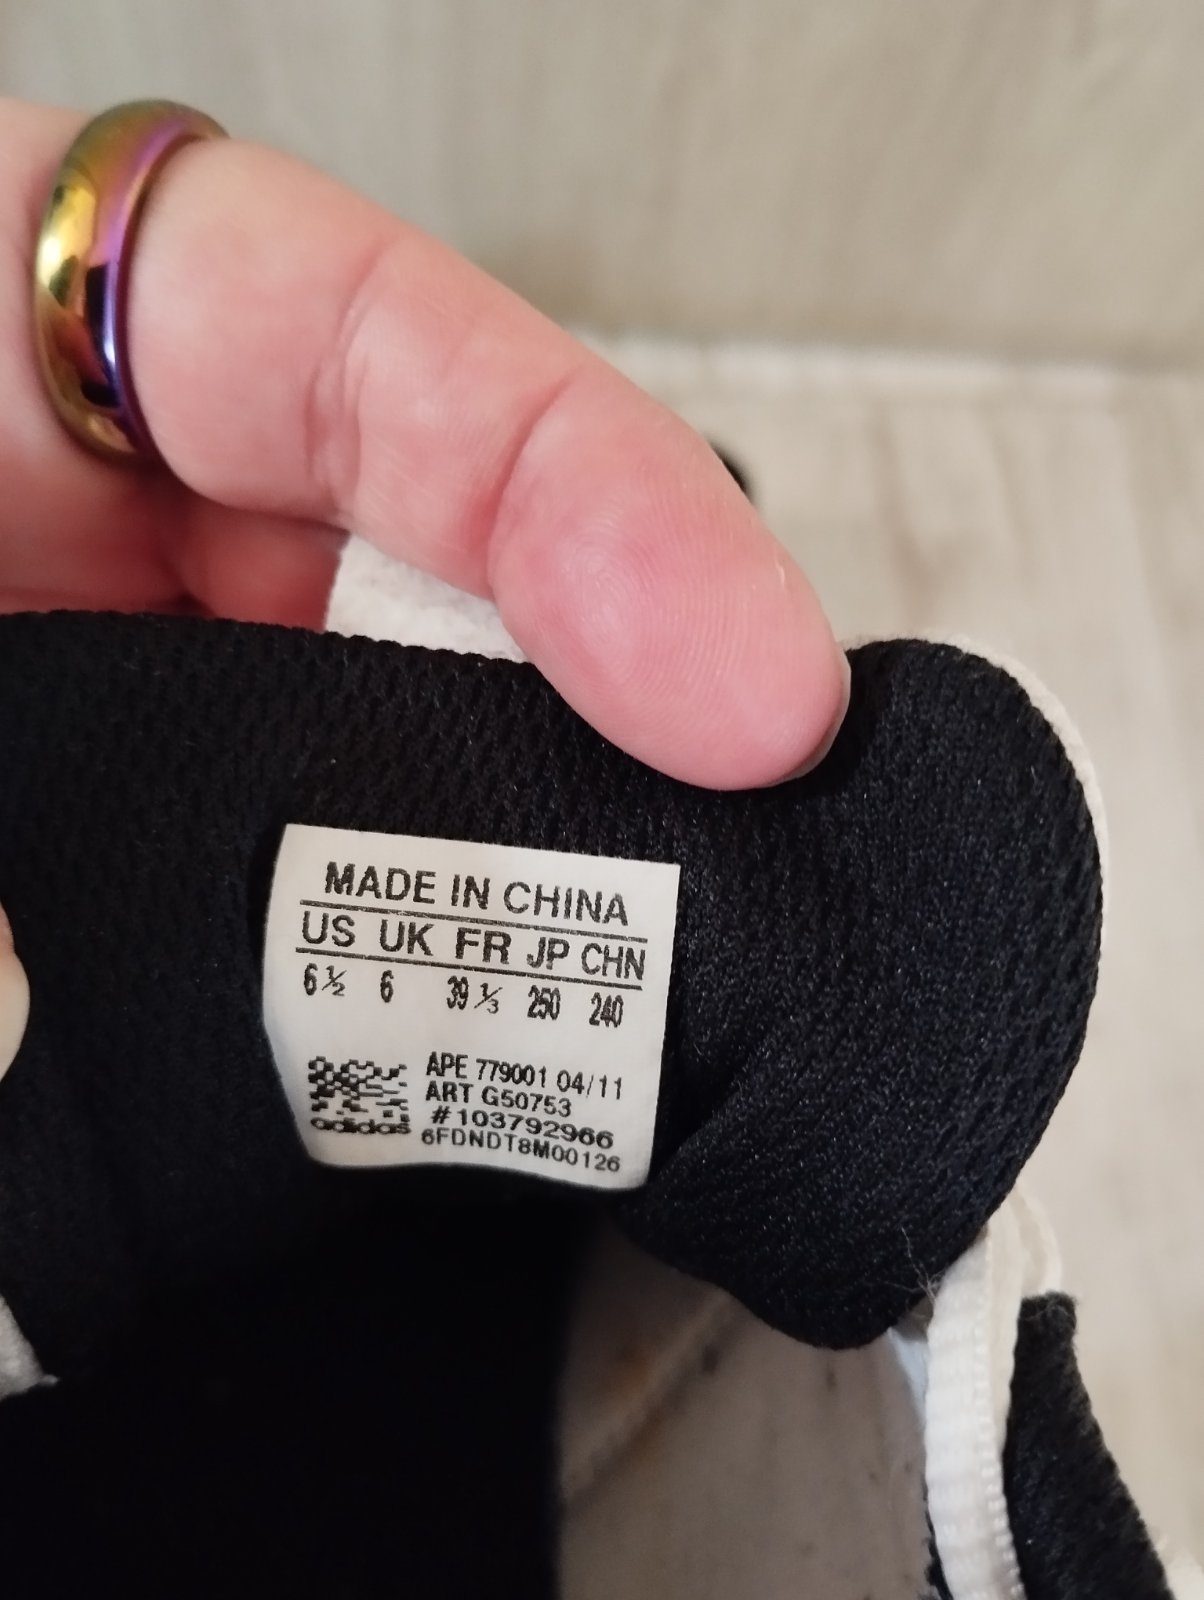 MADE IN CHINA
US UK FR JP CHN
6½ 6 39⅓ 250 240
APE 779001 04/11
ART G50753
#103792966
adidas 6FDNDT8M00126